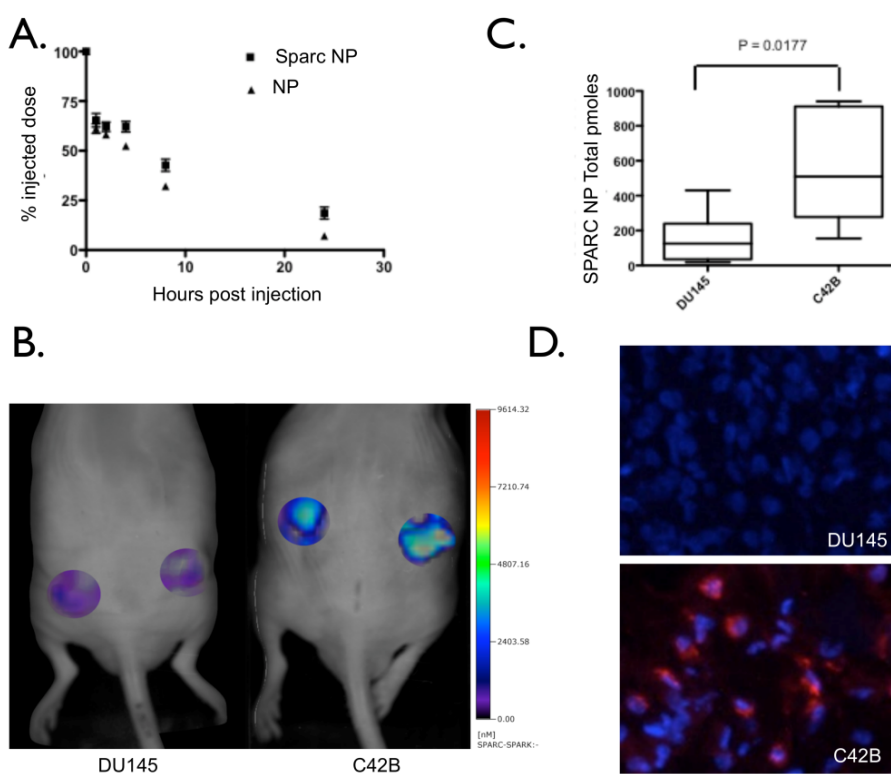 A.
Sparc NP
NP
% injected dose
100
75
50
25
0
0
10
20
30
Hours post injection
C.
P = 0.0177
SPARC NP Total pmoles
1000
800
600
400
200
0
DU145
C42B
B.
9614.32
7210.74
4807.16
2403.58
0.00
[nM]
SPARC-SPARK:-
DU145
C42B
D.
DU145
C42B